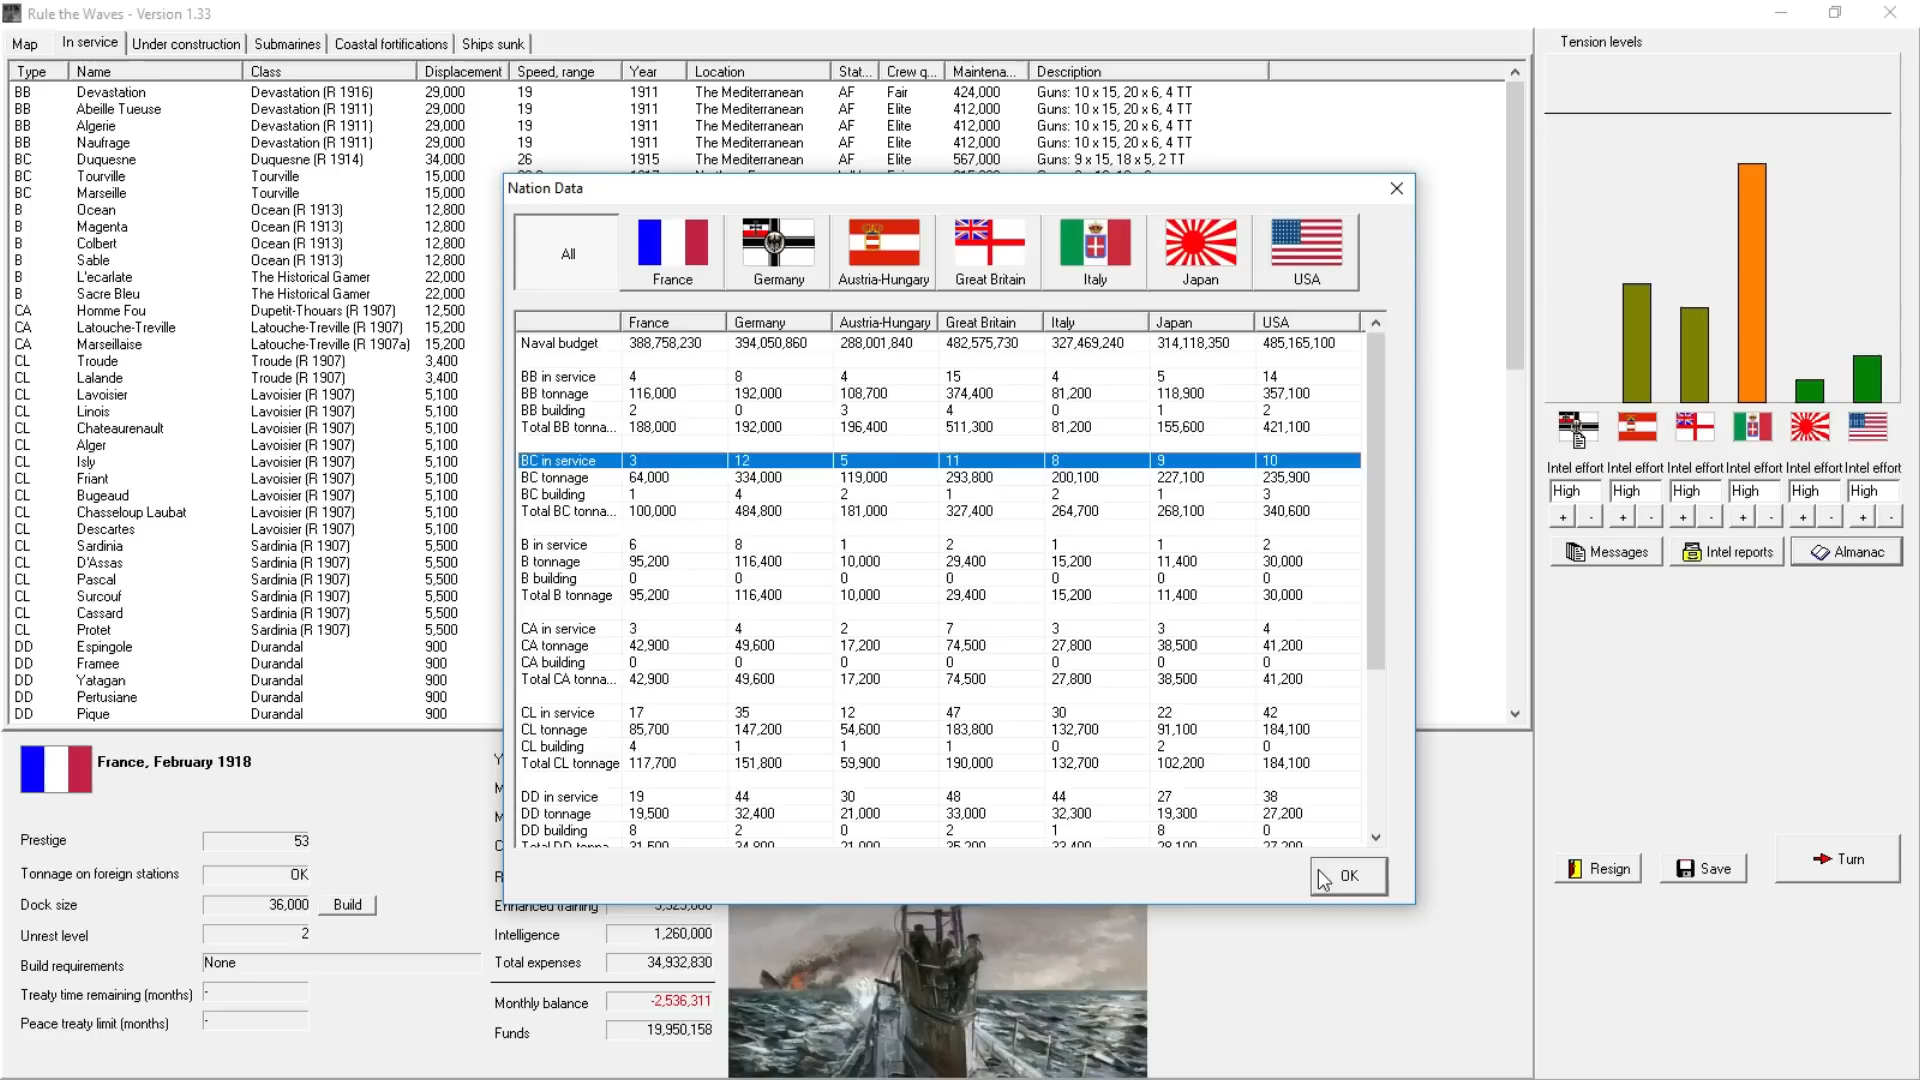 Rule the Waves - Version 1.33
Map In service Under construction Submarines Coastal fortifications Ships sunk
Type Name Class Displacement Speed, range Year Location Stat... Crew q... Maintena... Description
BB Devastation Devastation (R 1916) 29,000 19 1911 The Mediterranean AF Fair 424,000 Guns: 10 x 15, 20 x 6, 4 TT
BB Abeille Tueuse Devastation (R 1911) 29,000 19 1911 The Mediterranean AF Elite 412,000 Guns: 10 x 15, 20 x 6, 4 TT
BB Algerie Devastation (R 1911) 29,000 19 1911 The Mediterranean AF Elite 412,000 Guns: 10 x 15, 20 x 6, 4 TT
BB Naufrage Devastation (R 1911) 29,000 19 1911 The Mediterranean AF Elite 412,000 Guns: 10 x 15, 20 x 6, 4 TT
BC Duquesne Duquesne (R 1914) 34,000 26 1915 The Mediterranean AF Elite 567,000 Guns: 9 x 15, 18 x 5, 2 TT
BC Tourville Tourville 15,000
BC Marseille Tourville 15,000
B Ocean Ocean (R 1913) 12,800
B Magenta Ocean (R 1913) 12,800
B Colbert Ocean (R 1913) 12,800
B Sable Ocean (R 1913) 12,800
B L'ecarlate The Historical Gamer 22,000
B Sacre Bleu The Historical Gamer 22,000
CA Homme Fou Dupetit-Thouars (R 1907) 12,500
CA Latouche-Treville Latouche-Treville (R 1907) 15,200
CA Marseillaise Latouche-Treville (R 1907a) 15,200
CL Troude Troude (R 1907) 3,400
CL Lalande Troude (R 1907) 3,400
CL Lavoisier Lavoisier (R 1907) 5,100
CL Linois Lavoisier (R 1907) 5,100
CL Chateaurenault Lavoisier (R 1907) 5,100
CL Alger Lavoisier (R 1907) 5,100
CL Isly Lavoisier (R 1907) 5,100
CL Friant Lavoisier (R 1907) 5,100
CL Bugeaud Lavoisier (R 1907) 5,100
CL Chasseloup Laubat Lavoisier (R 1907) 5,100
CL Descartes Lavoisier (R 1907) 5,100
CL Sardinia Sardinia (R 1907) 5,500
CL D'Assas Sardinia (R 1907) 5,500
CL Pascal Sardinia (R 1907) 5,500
CL Surcouf Sardinia (R 1907) 5,500
CL Cassard Sardinia (R 1907) 5,500
CL Protet Sardinia (R 1907) 5,500
DD Espingole Durandal 900
DD Framee Durandal 900
DD Yatagan Durandal 900
DD Pertusiane Durandal 900
DD Pique Durandal 900
Nation Data
All France Germany Austria-Hungary Great Britain Italy Japan USA
France Germany Austria-Hungary Great Britain Italy Japan USA
Naval budget 388,758,230 394,050,860 288,001,840 482,575,730 327,469,240 314,118,350 485,165,100
BB in service 4 8 4 15 4 5 14
BB tonnage 116,000 192,000 108,700 374,400 81,200 118,900 357,100
BB building 2 0 3 4 0 1 2
Total BB tonna... 188,000 192,000 196,400 511,300 81,200 155,600 421,100
BC in service 3 12 5 11 8 9 10
BC tonnage 64,000 334,000 119,000 293,800 200,100 227,100 235,900
BC building 1 4 2 1 2 1 3
Total BC tonna... 100,000 484,800 181,000 327,400 264,700 268,100 340,600
B in service 6 8 1 2 1 1 2
B tonnage 95,200 116,400 10,000 29,400 15,200 11,400 30,000
B building 0 0 0 0 0 0 0
Total B tonnage 95,200 116,400 10,000 29,400 15,200 11,400 30,000
CA in service 3 4 2 7 3 3 4
CA tonnage 42,900 49,600 17,200 74,500 27,800 38,500 41,200
CA building 0 0 0 0 0 0 0
Total CA tonna... 42,900 49,600 17,200 74,500 27,800 38,500 41,200
CL in service 17 35 12 47 30 22 42
CL tonnage 85,700 147,200 54,600 183,800 132,700 91,100 184,100
CL building 4 1 1 1 0 2 0
Total CL tonnage 117,700 151,800 59,900 190,000 132,700 102,200 184,100
DD in service 19 44 30 48 44 27 38
DD tonnage 19,500 32,400 21,000 33,000 32,300 19,300 27,200
DD building 8 2 0 2 1 8 0
Total DD tonna... 31,500 34,800 21,000 35,200 33,400 29,100 27,200
OK
Tension levels
Intel effort Intel effort Intel effort Intel effort Intel effort Intel effort
High High High High High High
+ - + - + - + - + - + -
Messages Intel reports Almanac
Resign Save Turn
France, February 1918
Prestige 53
Tonnage on foreign stations OK
Dock size 36,000 Build
Unrest level 2
Build requirements None
Treaty time remaining (months) -
Peace treaty limit (months) -
Enhanced training
Intelligence 1,260,000
Total expenses 34,932,830
Monthly balance -2,536,311
Funds 19,950,158